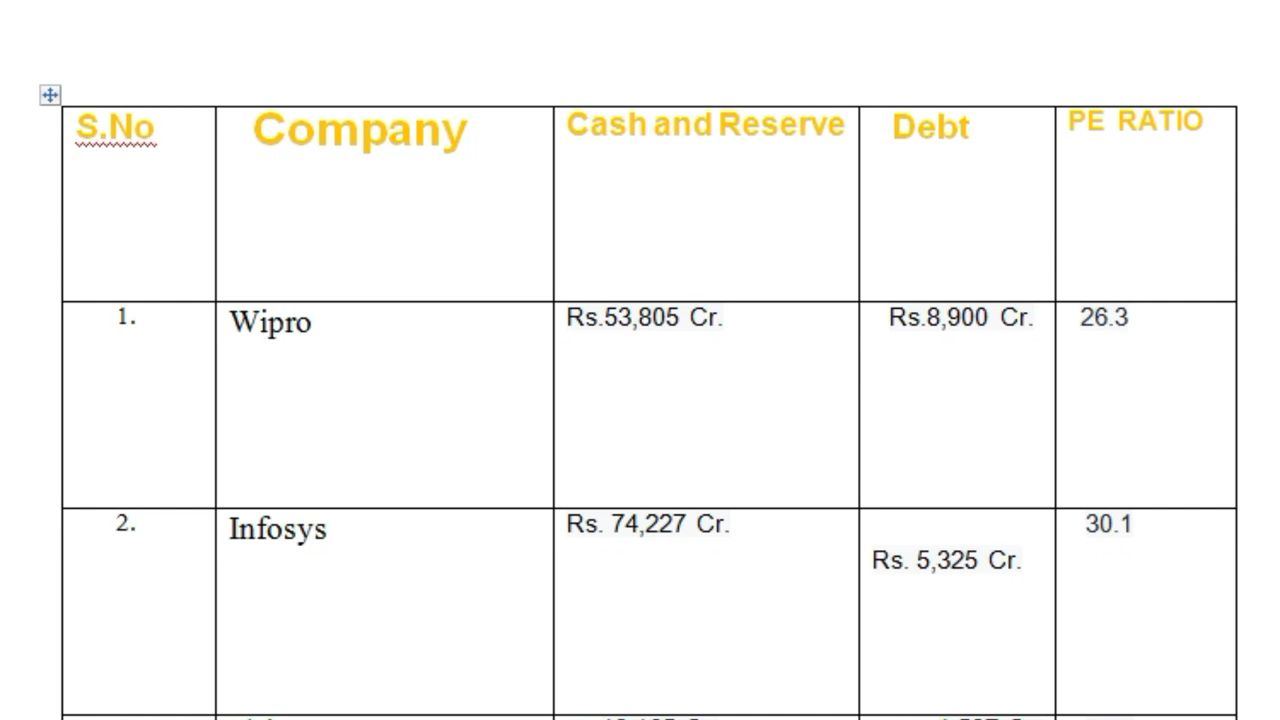 S.No Company Cash and Reserve Debt PE RATIO
1. Wipro Rs.53,805 Cr. Rs.8,900 Cr. 26.3
2. Infosys Rs. 74,227 Cr. 30.1
Rs. 5,325 Cr.